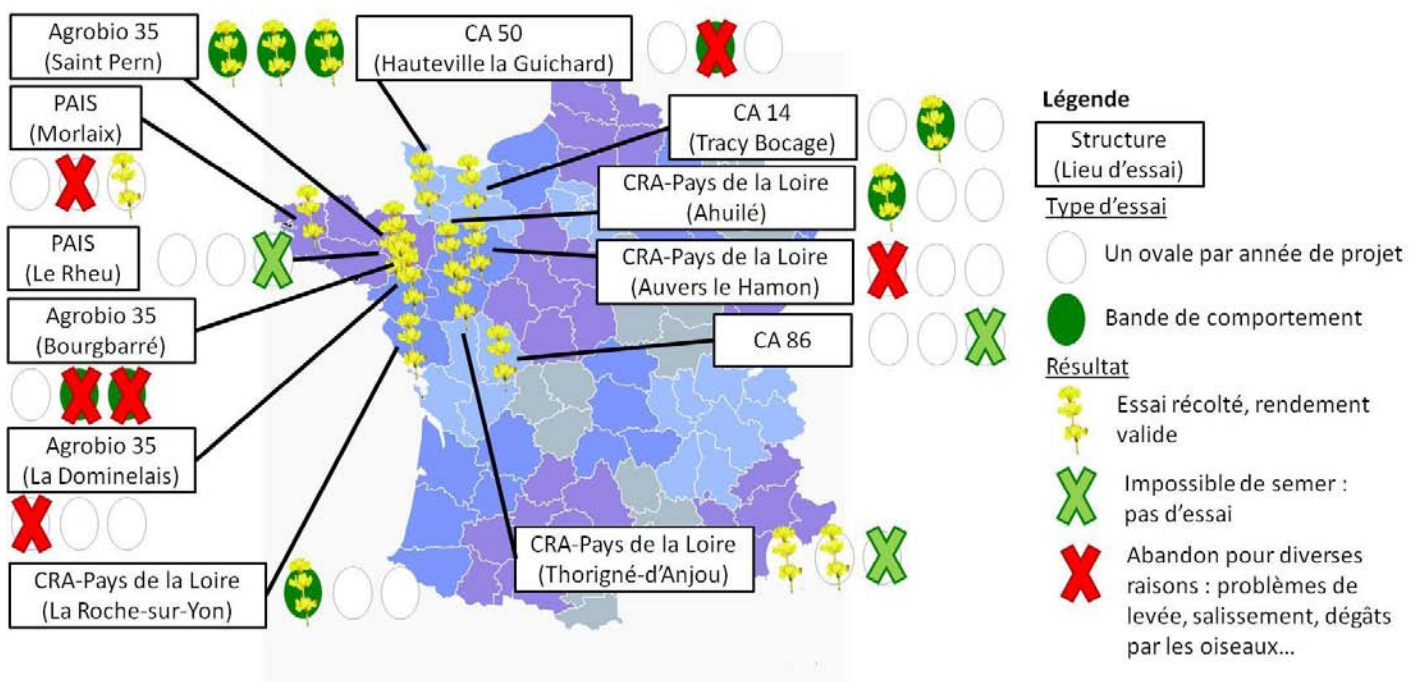 Agrobio 35
(Saint Pern)
CA 50
(Hauteville la Guichard)
PAIS
(Morlaix)
CA 14
(Tracy Bocage)
CRA-Pays de la Loire
(Ahuilé)
PAIS
(Le Rheu)
CRA-Pays de la Loire
(Auvers le Hamon)
Agrobio 35
(Bourgbarré)
CA 86
Agrobio 35
(La Dominelais)
CRA-Pays de la Loire
(Thorigné-d’Anjou)
CRA-Pays de la Loire
(La Roche-sur-Yon)
Légende
Structure
(Lieu d’essai)
Type d’essai
Un ovale par année de projet
Bande de comportement
Résultat
Essai récolté, rendement
valide
Impossible de semer :
pas d’essai
Abandon pour diverses
raisons : problèmes de
levée, salissement, dégâts
par les oiseaux...